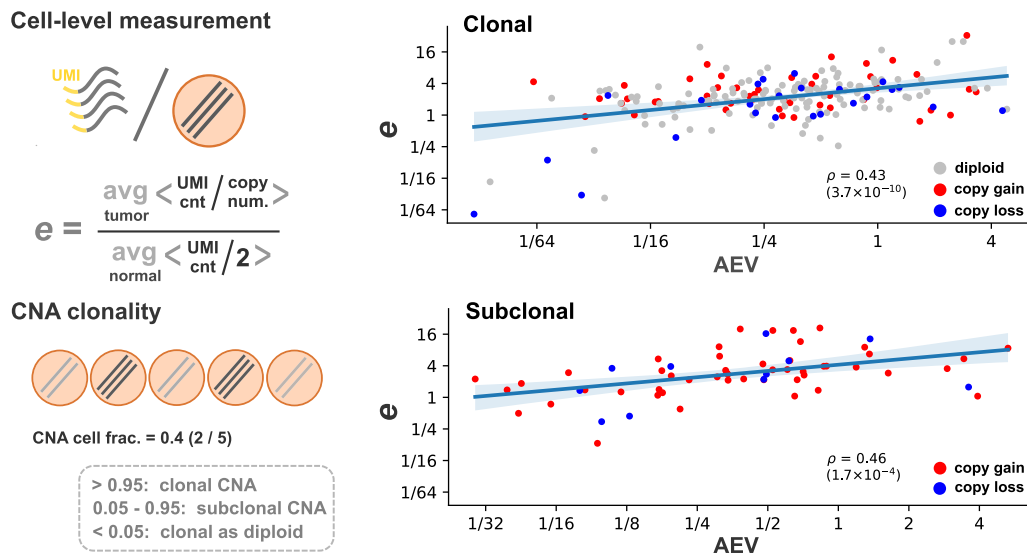 Cell-level measurement
UMI
e = avg tumor < UMI cnt / copy num. >
avg normal < UMI cnt / 2 >
CNA clonality
CNA cell frac. = 0.4 (2 / 5)
> 0.95: clonal CNA
0.05 - 0.95: subclonal CNA
< 0.05: clonal as diploid
Clonal
16
4
1
1/4
1/16
1/64
e
ρ = 0.43
(3.7×10⁻¹⁰)
diploid
copy gain
copy loss
1/64
1/16
1/4
1
4
AEV
Subclonal
16
4
1
1/4
1/16
1/64
e
ρ = 0.46
(1.7×10⁻⁴)
copy gain
copy loss
1/32
1/16
1/8
1/4
1/2
1
2
4
AEV